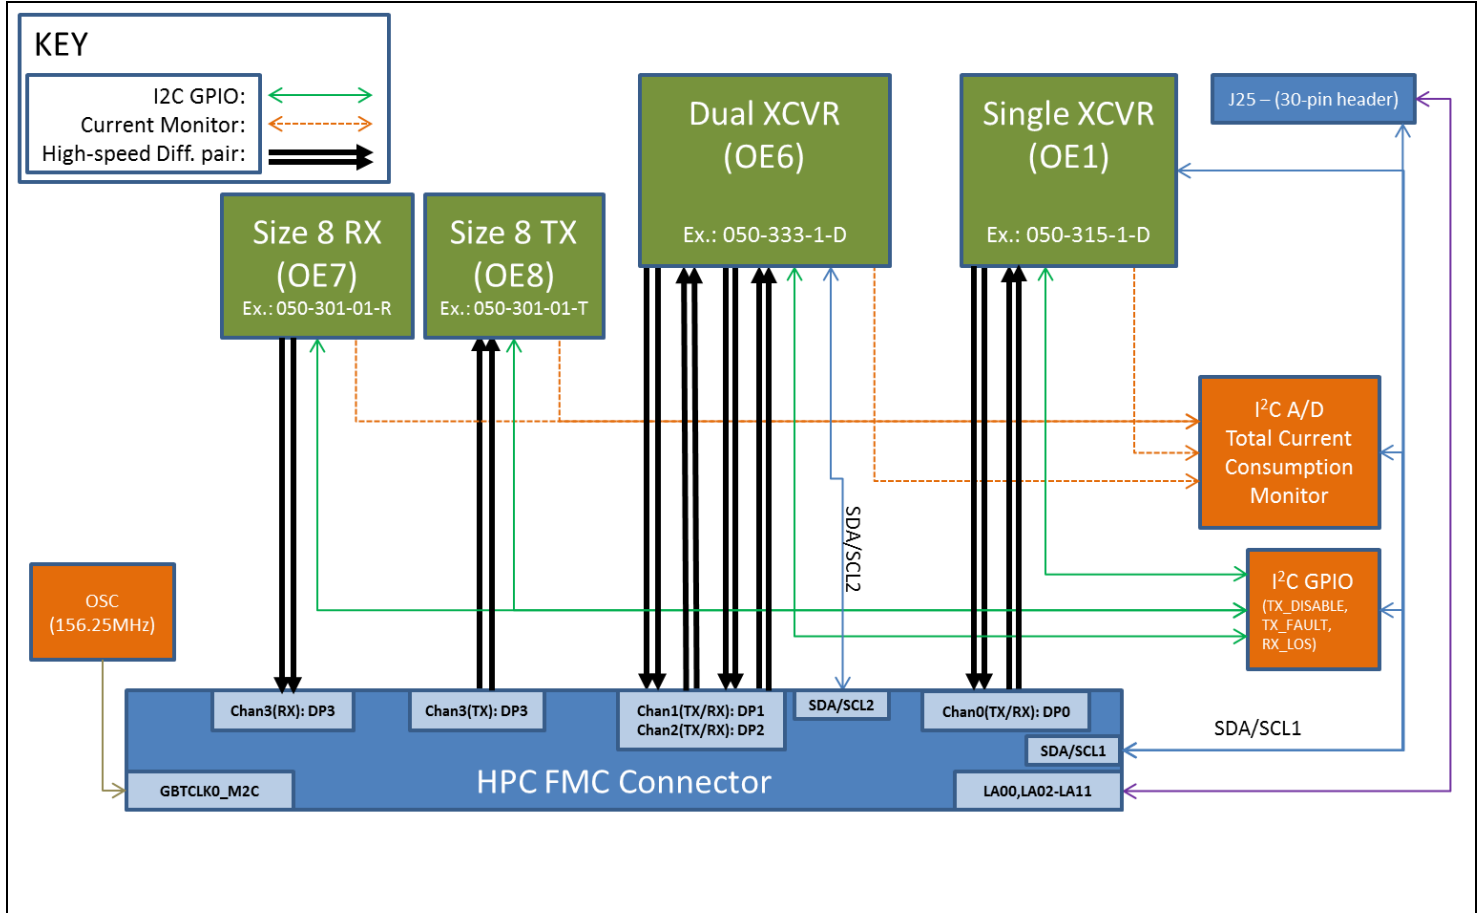 KEY
I2C GPIO:
Current Monitor:
High-speed Diff. pair:
Size 8 RX
(OE7)
Ex.: 050-301-01-R
Size 8 TX
(OE8)
Ex.: 050-301-01-T
Dual XCVR
(OE6)
Ex.: 050-333-1-D
Single XCVR
(OE1)
Ex.: 050-315-1-D
J25 – (30-pin header)
I²C A/D
Total Current
Consumption
Monitor
SDA/SCL2
I²C GPIO
(TX_DISABLE,
TX_FAULT,
RX_LOS)
OSC
(156.25MHz)
Chan3(RX): DP3
Chan3(TX): DP3
Chan1(TX/RX): DP1
Chan2(TX/RX): DP2
SDA/SCL2
Chan0(TX/RX): DP0
SDA/SCL1
SDA/SCL1
HPC FMC Connector
GBTCLK0_M2C
LA00,LA02-LA11